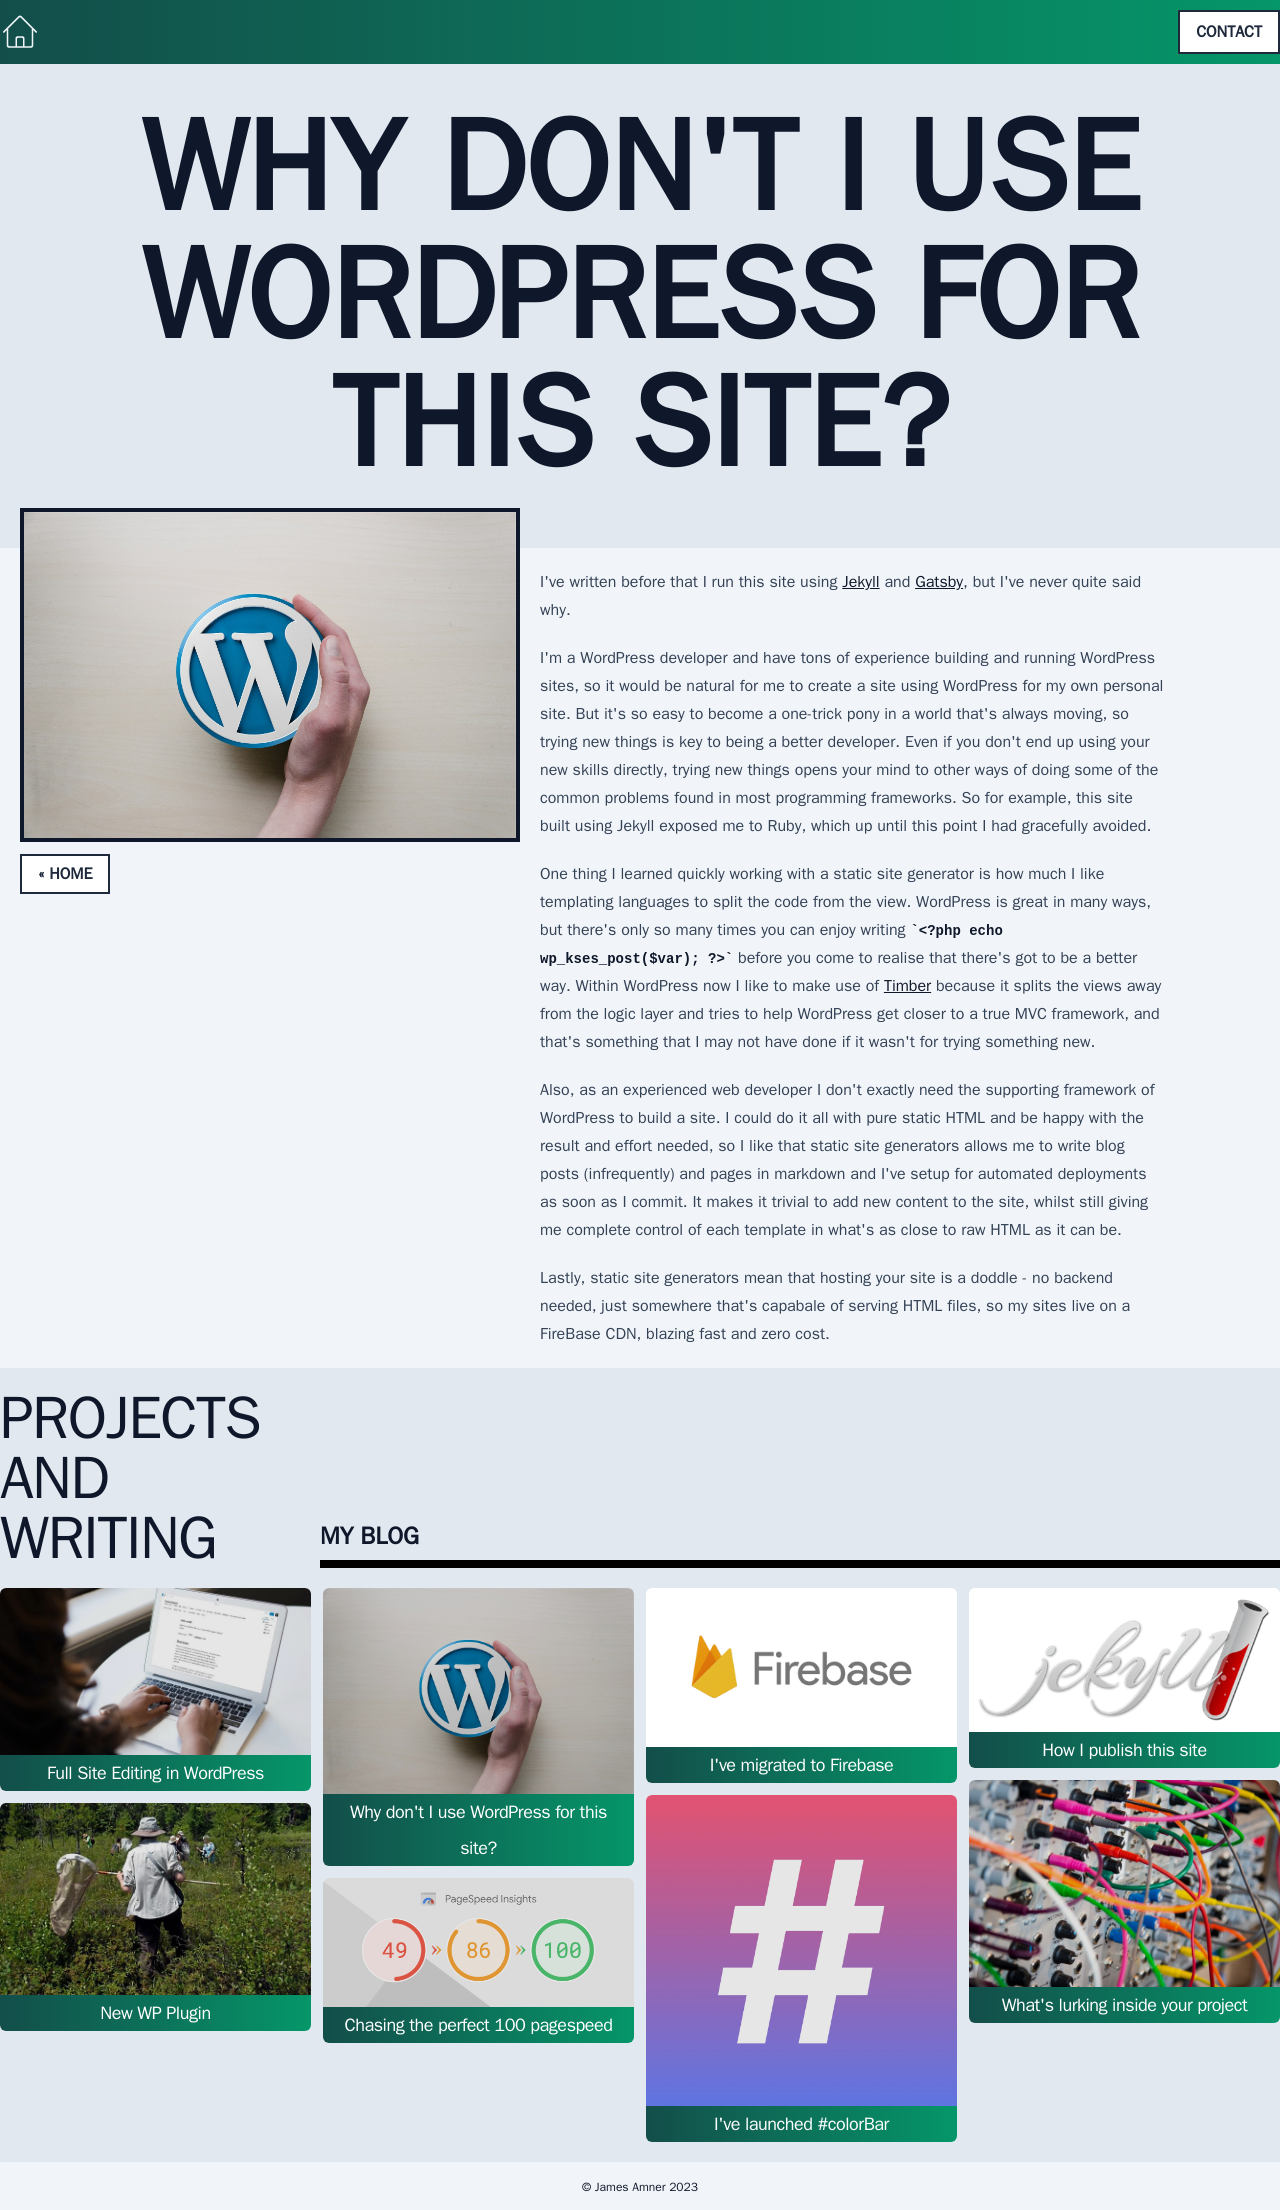 CONTACT
WHY DON'T I USE
WORDPRESS FOR
THIS SITE?
W
« HOME
I've written before that I run this site using Jekyll and Gatsby, but I've never quite said
why.
I'm a WordPress developer and have tons of experience building and running WordPress
sites, so it would be natural for me to create a site using WordPress for my own personal
site. But it's so easy to become a one-trick pony in a world that's always moving, so
trying new things is key to being a better developer. Even if you don't end up using your
new skills directly, trying new things opens your mind to other ways of doing some of the
common problems found in most programming frameworks. So for example, this site
built using Jekyll exposed me to Ruby, which up until this point I had gracefully avoided.
One thing I learned quickly working with a static site generator is how much I like
templating languages to split the code from the view. WordPress is great in many ways,
but there's only so many times you can enjoy writing `<?php echo
wp_kses_post($var); ?>` before you come to realise that there's got to be a better
way. Within WordPress now I like to make use of Timber because it splits the views away
from the logic layer and tries to help WordPress get closer to a true MVC framework, and
that's something that I may not have done if it wasn't for trying something new.
Also, as an experienced web developer I don't exactly need the supporting framework of
WordPress to build a site. I could do it all with pure static HTML and be happy with the
result and effort needed, so I like that static site generators allows me to write blog
posts (infrequently) and pages in markdown and I've setup for automated deployments
as soon as I commit. It makes it trivial to add new content to the site, whilst still giving
me complete control of each template in what's as close to raw HTML as it can be.
Lastly, static site generators mean that hosting your site is a doddle - no backend
needed, just somewhere that's capabale of serving HTML files, so my sites live on a
FireBase CDN, blazing fast and zero cost.
PROJECTS
AND
WRITING
MY BLOG
Full Site Editing in WordPress
New WP Plugin
W
Why don't I use WordPress for this
site?
PageSpeed Insights
49 » 86 » 100
Chasing the perfect 100 pagespeed
Firebase
I've migrated to Firebase
#
I've launched #colorBar
jekyll
How I publish this site
What's lurking inside your project
© James Amner 2023